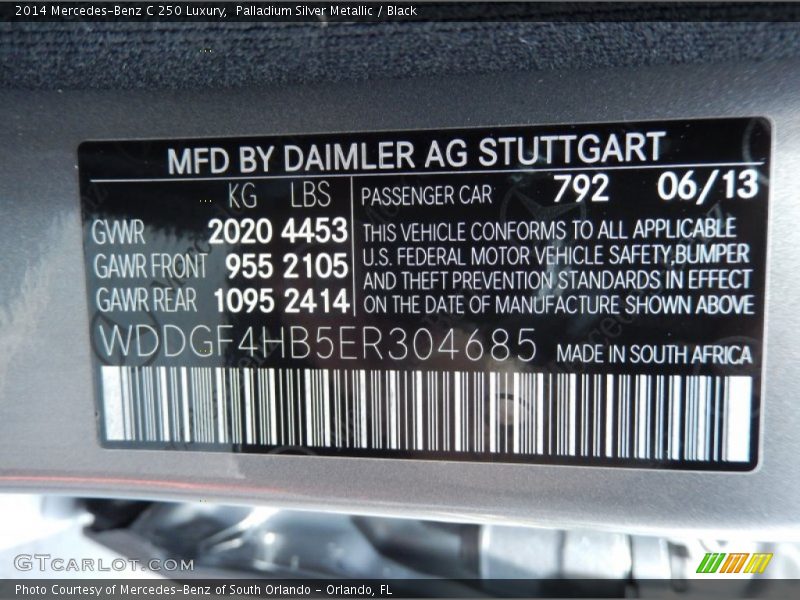 2014 Mercedes-Benz C 250 Luxury,  Palladium Silver Metallic / Black
MFD BY DAIMLER AG STUTTGART
KG LBS
GVWR 2020 4453
GAWR FRONT 955 2105
GAWR REAR 1095 2414
PASSENGER CAR 792 06/13
THIS VEHICLE CONFORMS TO ALL APPLICABLE
U.S. FEDERAL MOTOR VEHICLE SAFETY,BUMPER
AND THEFT PREVENTION STANDARDS IN EFFECT
ON THE DATE OF MANUFACTURE SHOWN ABOVE
WDDGF4HB5ER304685 MADE IN SOUTH AFRICA
GTCARLOT.COM
Photo Courtesy of Mercedes-Benz of South Orlando - Orlando, FL